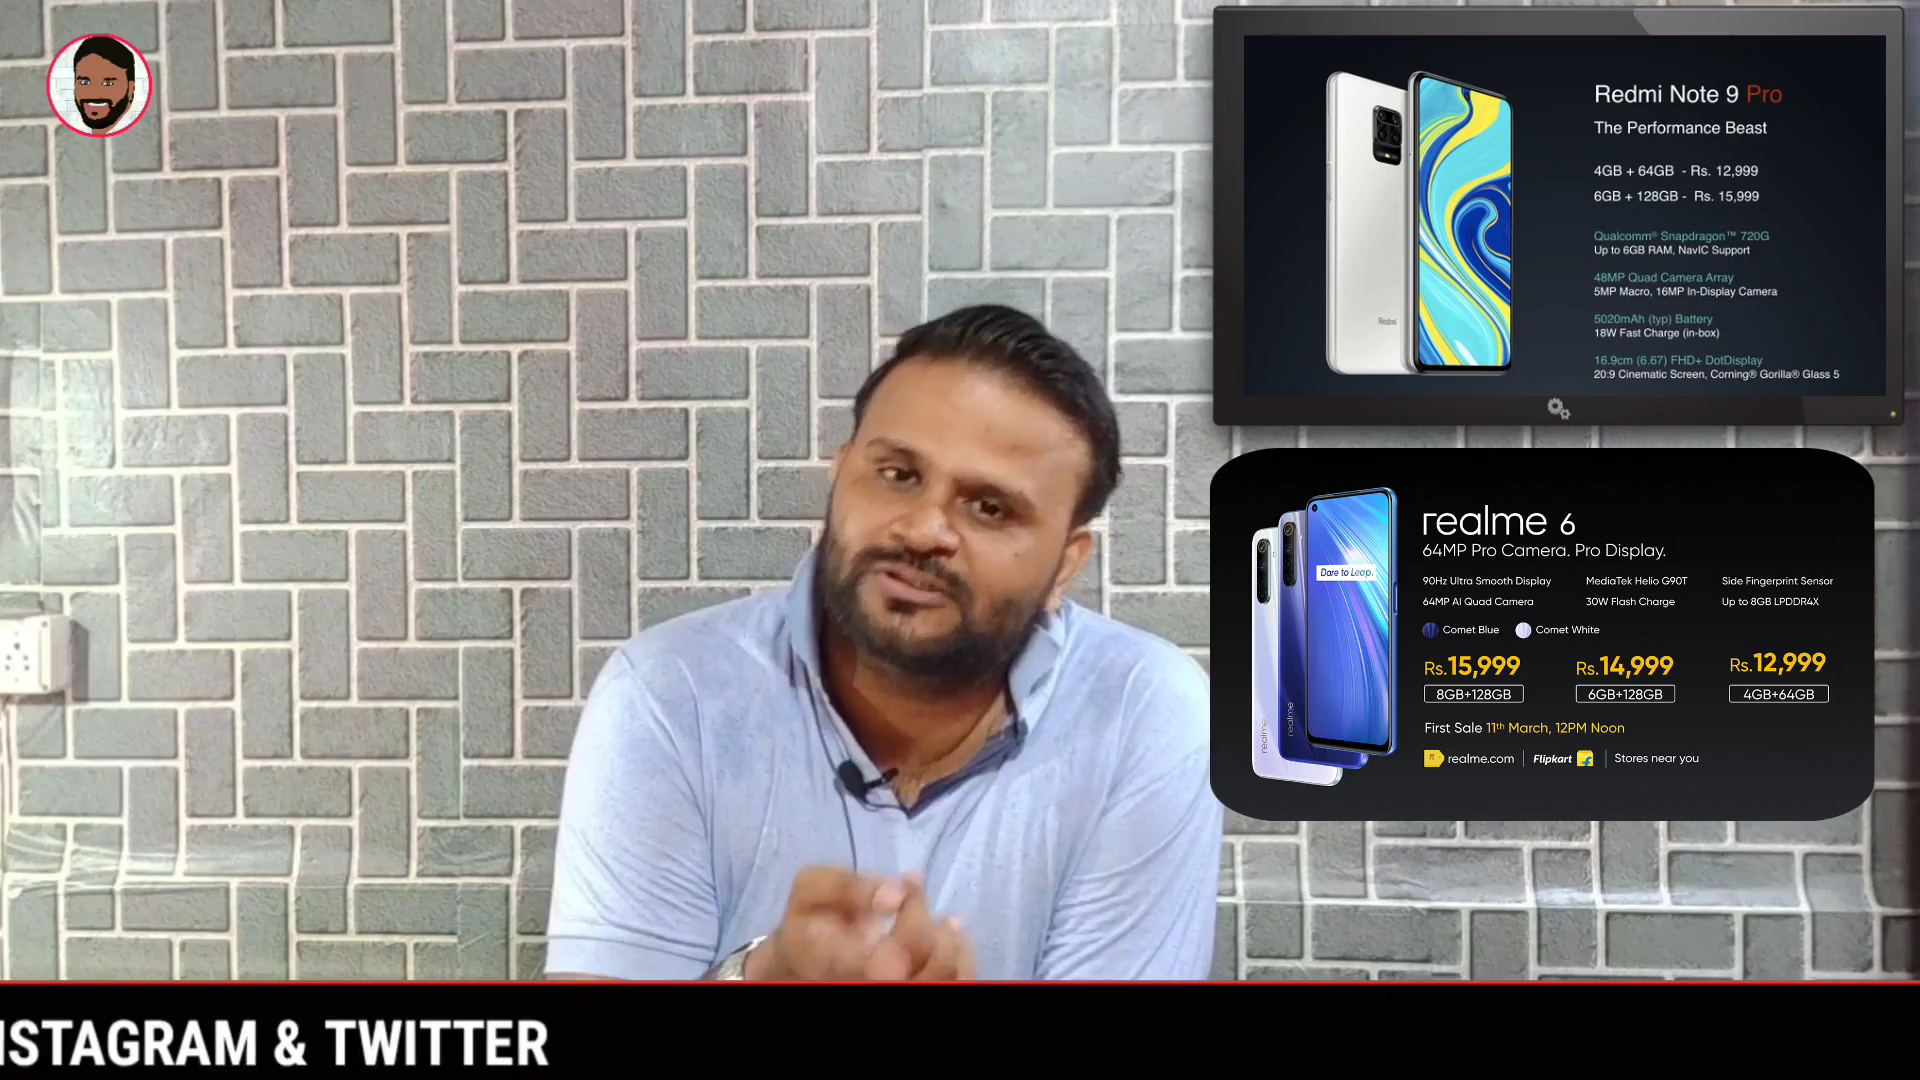 Redmi Note 9 Pro
The Performance Beast
4GB + 64GB - Rs. 12,999
6GB + 128GB - Rs. 15,999
Qualcomm® Snapdragon™ 720G
Up to 6GB RAM, NavIC Support
48MP Quad Camera Array
5MP Macro, 16MP In-Display Camera
5020mAh (typ) Battery
18W Fast Charge (in-box)
16.9cm (6.67) FHD+ DotDisplay
20:9 Cinematic Screen, Corning® Gorilla® Glass 5
Redmi
realme 6
64MP Pro Camera. Pro Display.
90Hz Ultra Smooth Display MediaTek Helio G90T Side Fingerprint Sensor
64MP AI Quad Camera 30W Flash Charge Up to 8GB LPDDR4X
Comet Blue Comet White
Rs.15,999 Rs.14,999 Rs.12,999
8GB+128GB 6GB+128GB 4GB+64GB
First Sale 11th March, 12PM Noon
realme.com Flipkart Stores near you
Dare to Leap.
realme
realme
NSTAGRAM & TWITTER